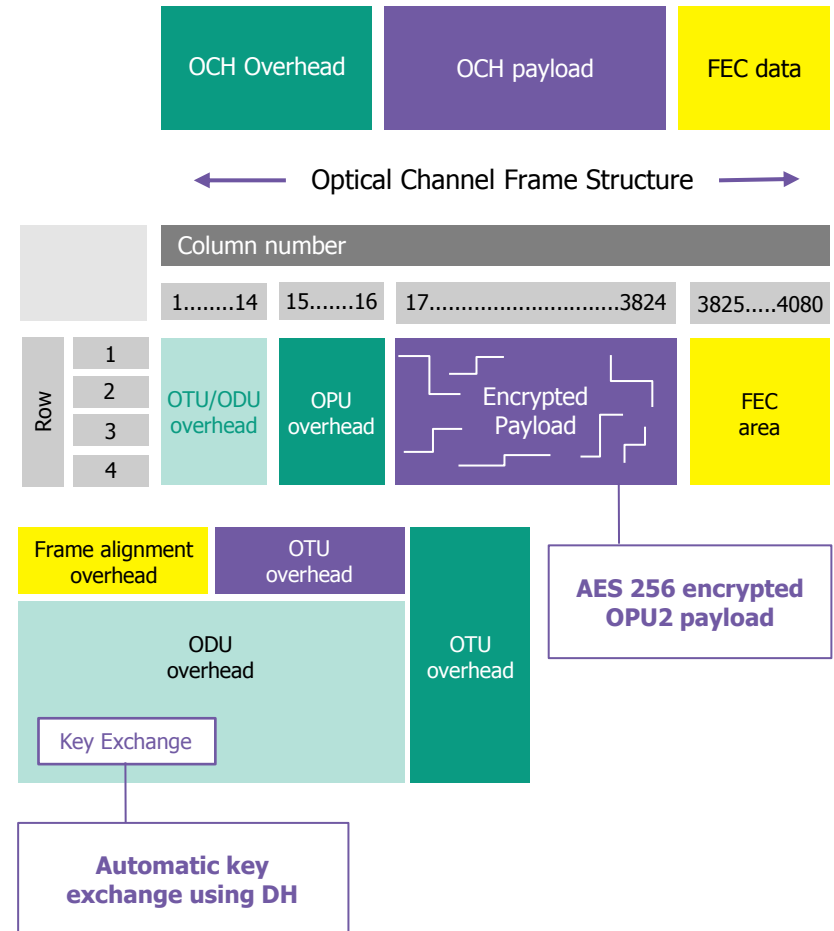 OCH Overhead
OCH payload
FEC data
Optical Channel Frame Structure
Column number
1........14
15.......16
17.............................3824
3825.....4080
Row
1
2
3
4
OTU/ODU
overhead
OPU
overhead
Encrypted
Payload
FEC
area
Frame alignment
overhead
OTU
overhead
ODU
overhead
OTU
overhead
AES 256 encrypted
OPU2 payload
Key Exchange
Automatic key
exchange using DH